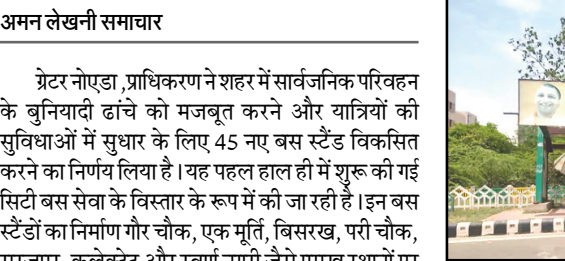 अमन लेखनी समाचार
ग्रेटर नोएडा ,प्राधिकरण ने शहर में सार्वजनिक परिवहन
के बुनियादी ढांचे को मजबूत करने और यात्रियों की
सुविधाओं में सुधार के लिए 45 नए बस स्टैंड विकसित
करने का निर्णय लिया है। यह पहल हाल ही में शुरू की गई
सिटी बस सेवा के विस्तार के रूप में की जा रही है। इन बस
स्टैंडों का निर्माण गौर चौक, एक मूर्ति, बिसरख, परी चौक,